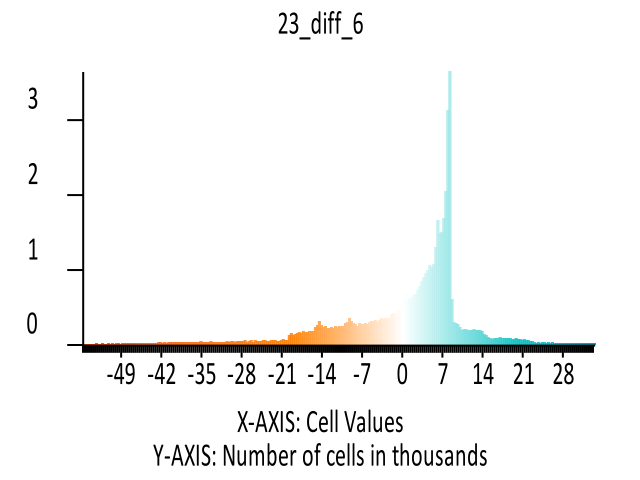 23_diff_6
3
2
1
0
-49 -42 -35 -28 -21 -14 -7 0 7 14 21 28
X-AXIS: Cell Values
Y-AXIS: Number of cells in thousands